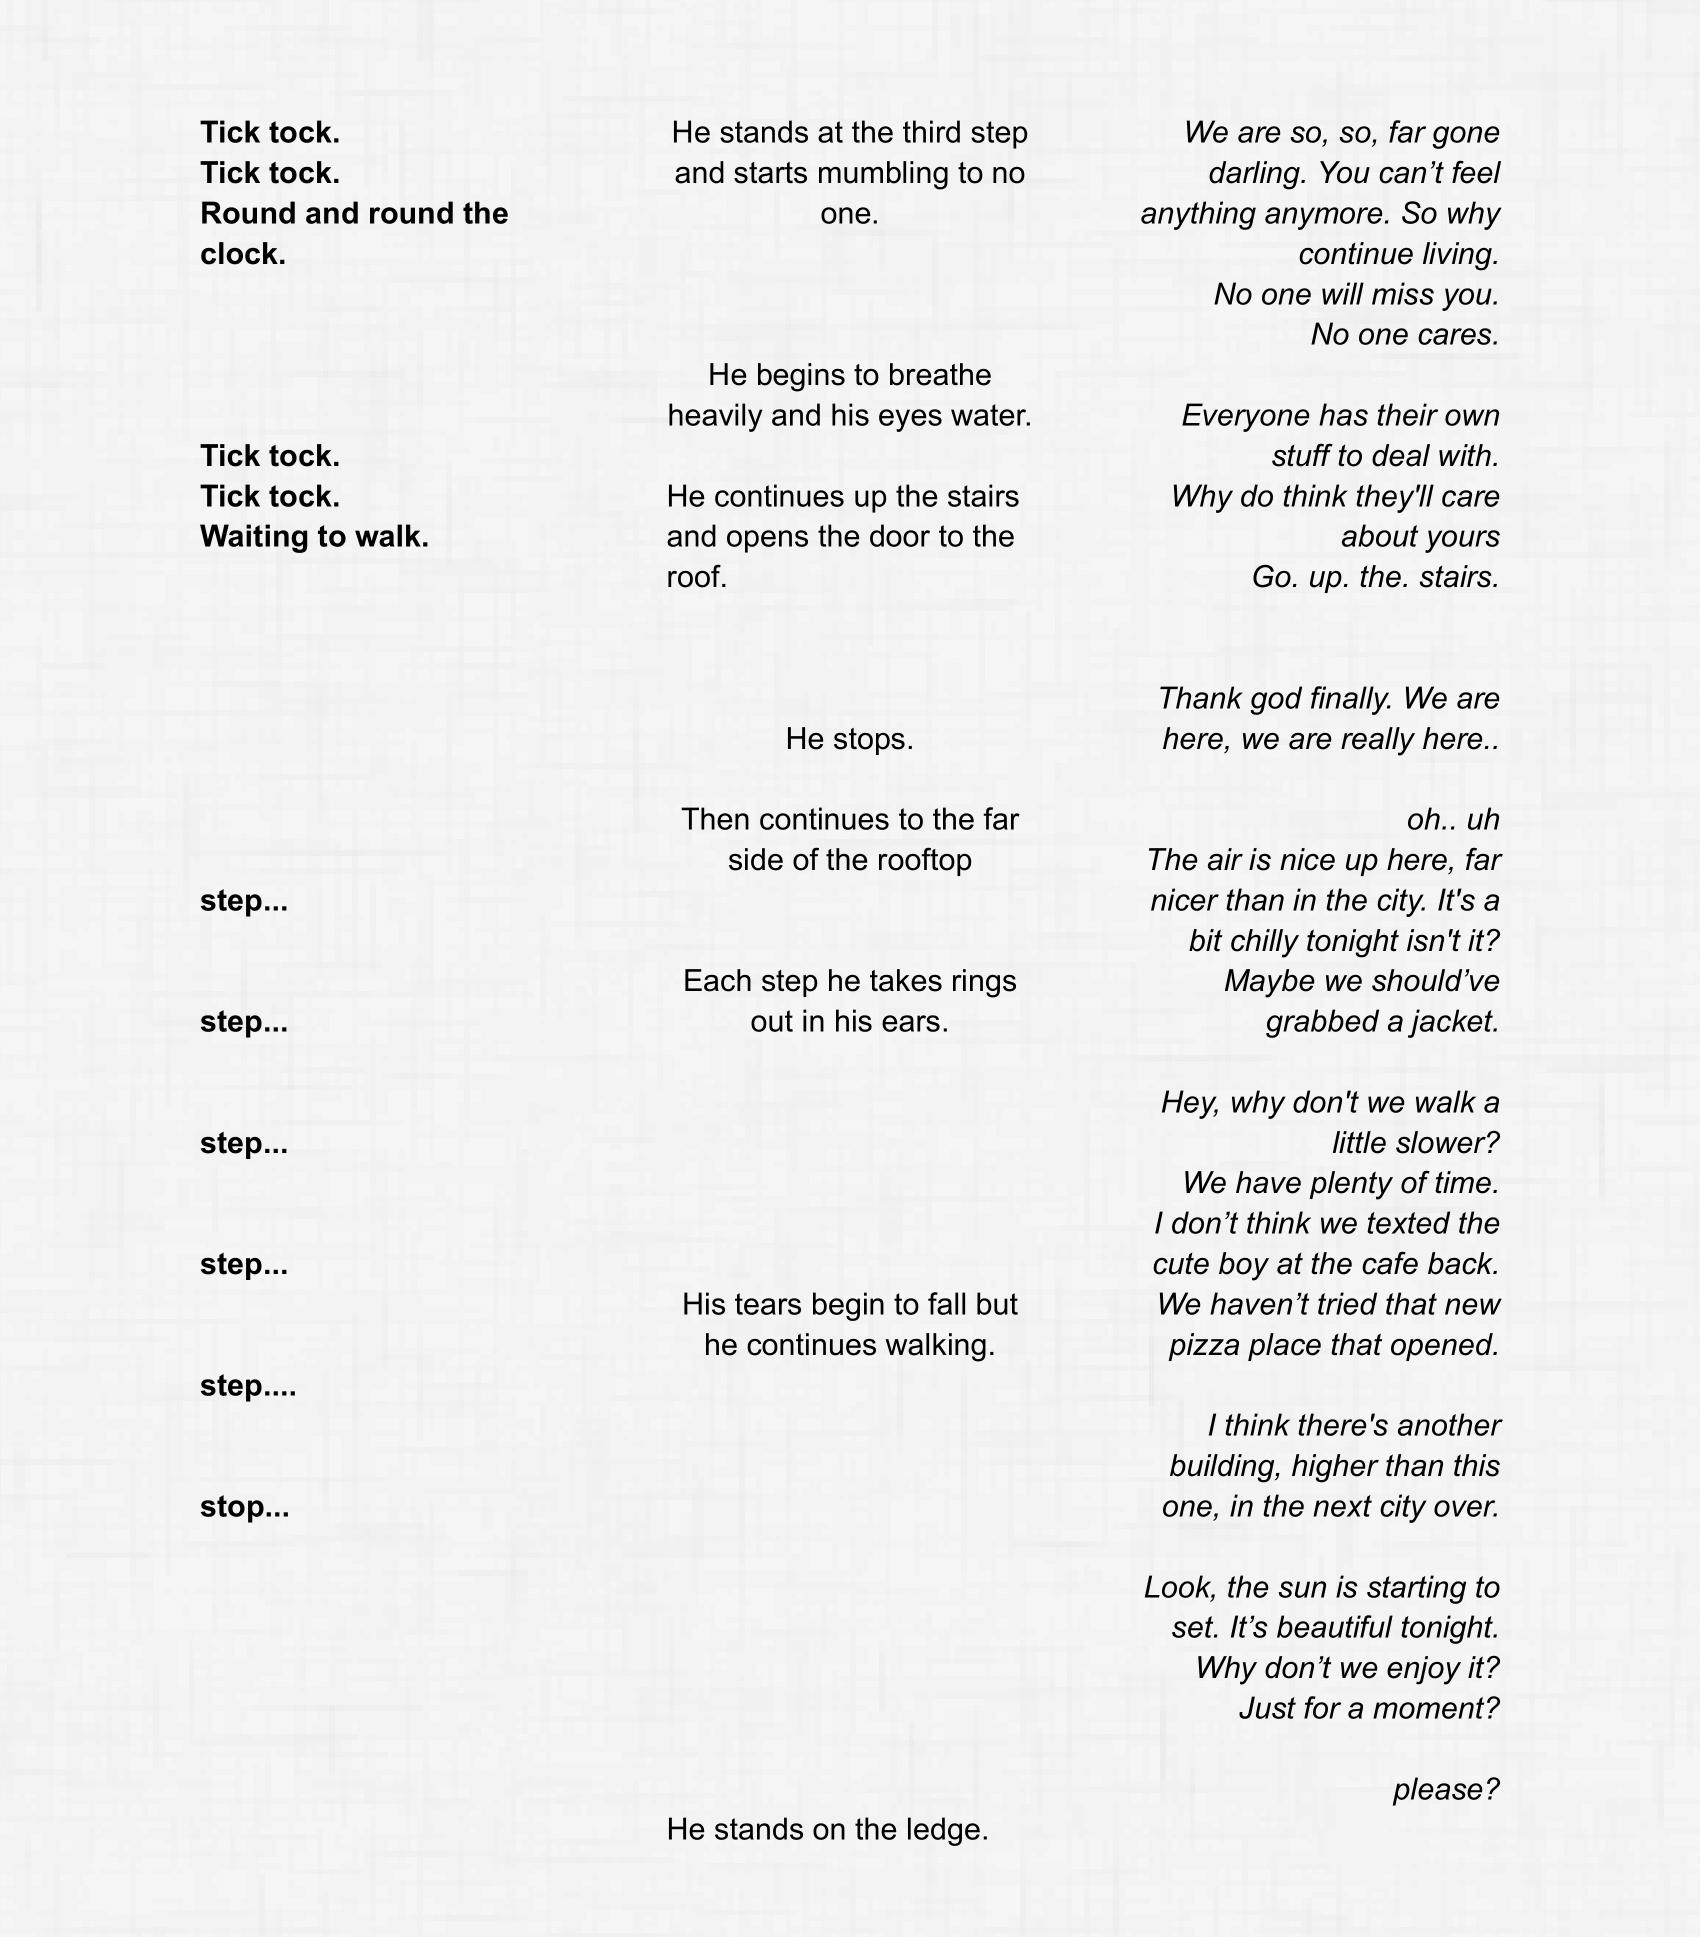 Tick tock.
Tick tock.
Round and round the
clock.
Tick tock.
Tick tock.
Waiting to walk.
step...
step...
step...
step...
step....
stop...
He stands at the third step
and starts mumbling to no
one.
He begins to breathe
heavily and his eyes water.
He continues up the stairs
and opens the door to the
roof.
He stops.
Then continues to the far
side of the rooftop
Each step he takes rings
out in his ears.
His tears begin to fall but
he continues walking.
He stands on the ledge.
We are so, so, far gone
darling. You can’t feel
anything anymore. So why
continue living.
No one will miss you.
No one cares.
Everyone has their own
stuff to deal with.
Why do think they'll care
about yours
Go. up. the. stairs.
Thank god finally. We are
here, we are really here..
oh.. uh
The air is nice up here, far
nicer than in the city. It's a
bit chilly tonight isn't it?
Maybe we should’ve
grabbed a jacket.
Hey, why don't we walk a
little slower?
We have plenty of time.
I don’t think we texted the
cute boy at the cafe back.
We haven’t tried that new
pizza place that opened.
I think there's another
building, higher than this
one, in the next city over.
Look, the sun is starting to
set. It’s beautiful tonight.
Why don’t we enjoy it?
Just for a moment?
please?